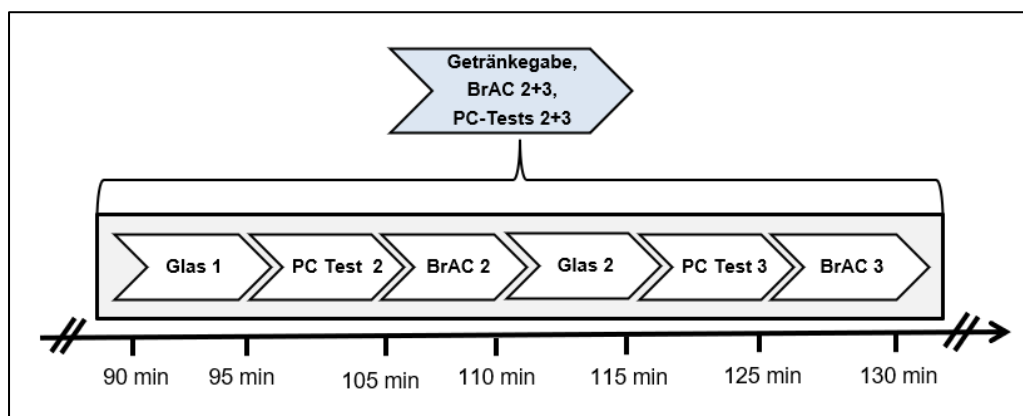 Getränkegabe,
BrAC 2+3,
PC-Tests 2+3
Glas 1
PC Test 2
BrAC 2
Glas 2
PC Test 3
BrAC 3
90 min
95 min
105 min
110 min
115 min
125 min
130 min